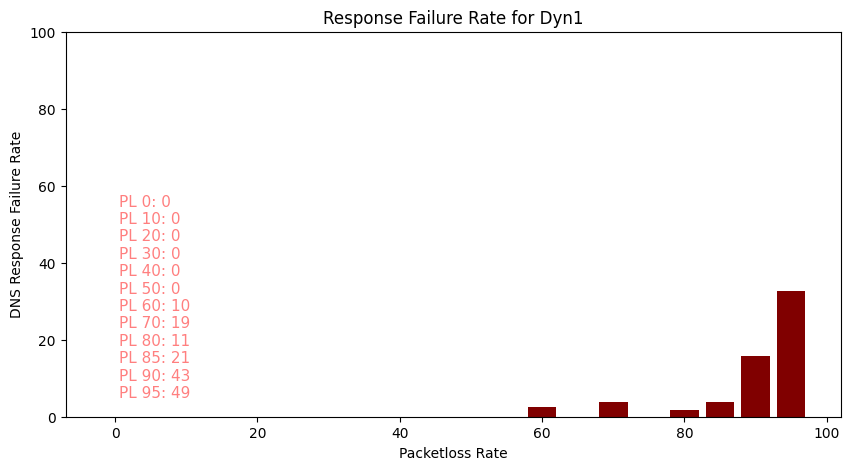 Response Failure Rate for Dyn1
100
80
60
40
20
0
DNS Response Failure Rate
PL 0: 0
PL 10: 0
PL 20: 0
PL 30: 0
PL 40: 0
PL 50: 0
PL 60: 10
PL 70: 19
PL 80: 11
PL 85: 21
PL 90: 43
PL 95: 49
0 20 40 60 80 100
Packetloss Rate